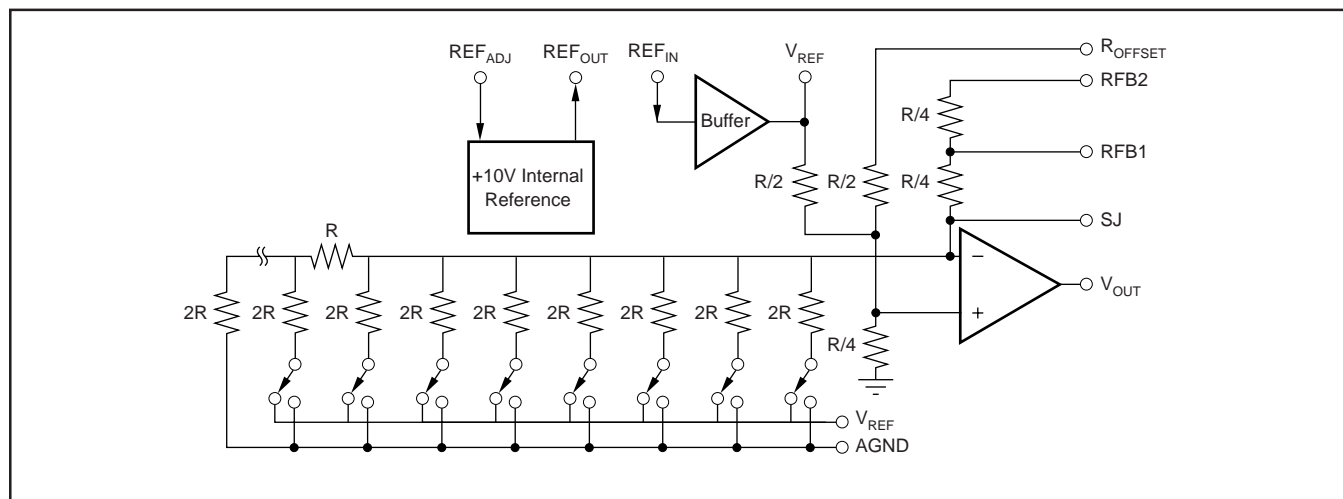 REF_ADJ
REF_OUT
REF_IN
V_REF
R_OFFSET
RFB2
R/4
Buffer
RFB1
+10V Internal
Reference
R/2
R/2
R/4
SJ
R
−
V_OUT
2R
2R
2R
2R
2R
2R
2R
2R
2R
+
R/4
V_REF
AGND